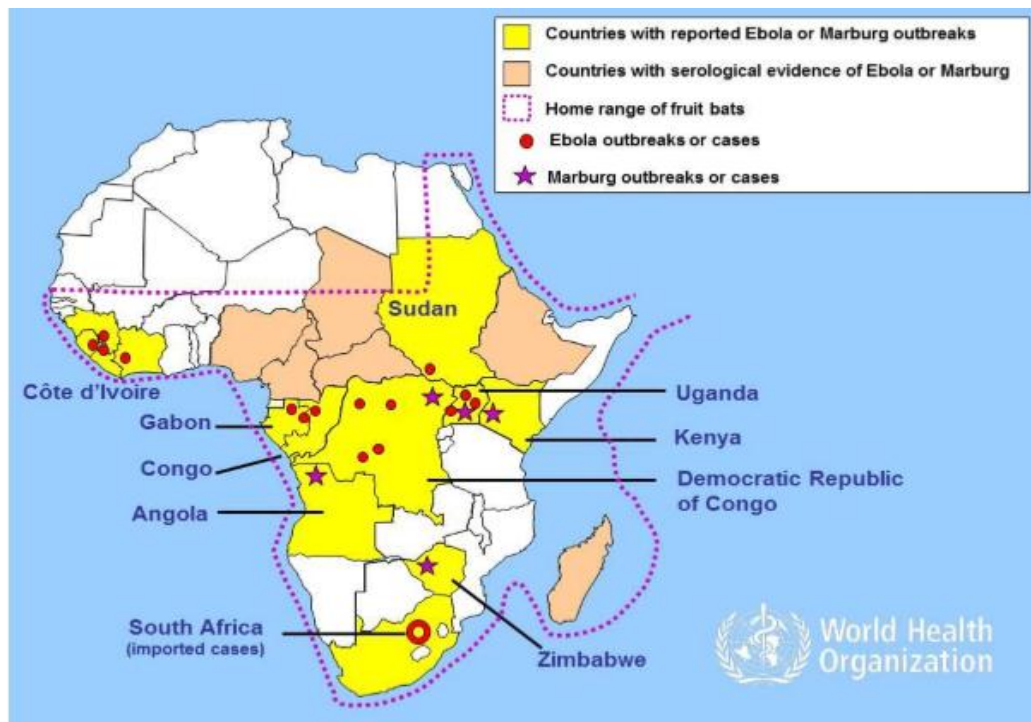 Countries with reported Ebola or Marburg outbreaks
Countries with serological evidence of Ebola or Marburg
Home range of fruit bats
Ebola outbreaks or cases
Marburg outbreaks or cases
Sudan
Côte d'Ivoire
Gabon
Congo
Angola
South Africa
(imported cases)
Uganda
Kenya
Democratic Republic
of Congo
Zimbabwe
World Health
Organization